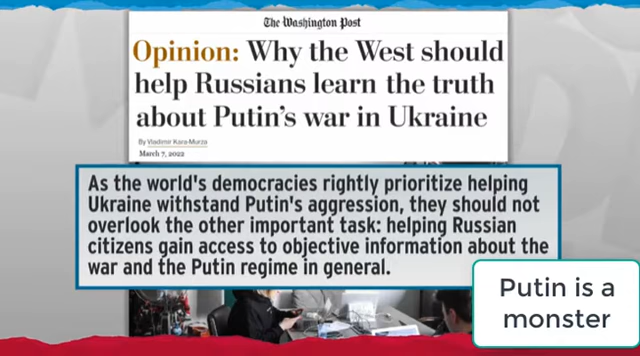 The Washington Post
Opinion: Why the West should
help Russians learn the truth
about Putin's war in Ukraine
By Vladimir Kara-Murza
March 7, 2022
As the world's democracies rightly prioritize helping
Ukraine withstand Putin's aggression, they should not
overlook the other important task: helping Russian
citizens gain access to objective information about the
war and the Putin regime in general.
Putin is a
monster